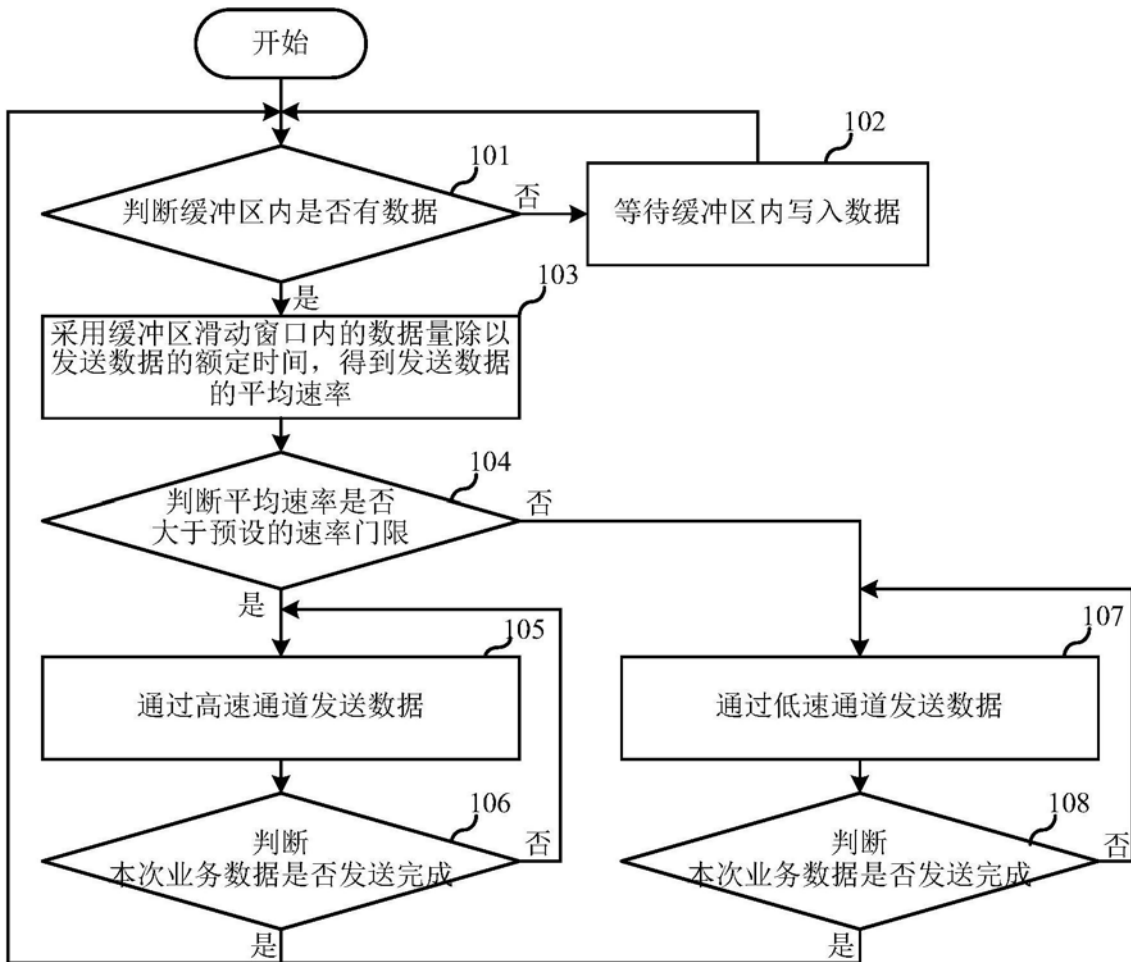 开始
101
判断缓冲区内是否有数据
否
102
等待缓冲区内写入数据
是
103
采用缓冲区滑动窗口内的数据量除以
发送数据的额定时间，得到发送数据
的平均速率
104
判断平均速率是否
大于预设的速率门限
否
是
105
通过高速通道发送数据
107
通过低速通道发送数据
106
判断
本次业务数据是否发送完成
否
108
判断
本次业务数据是否发送完成
否
是
是